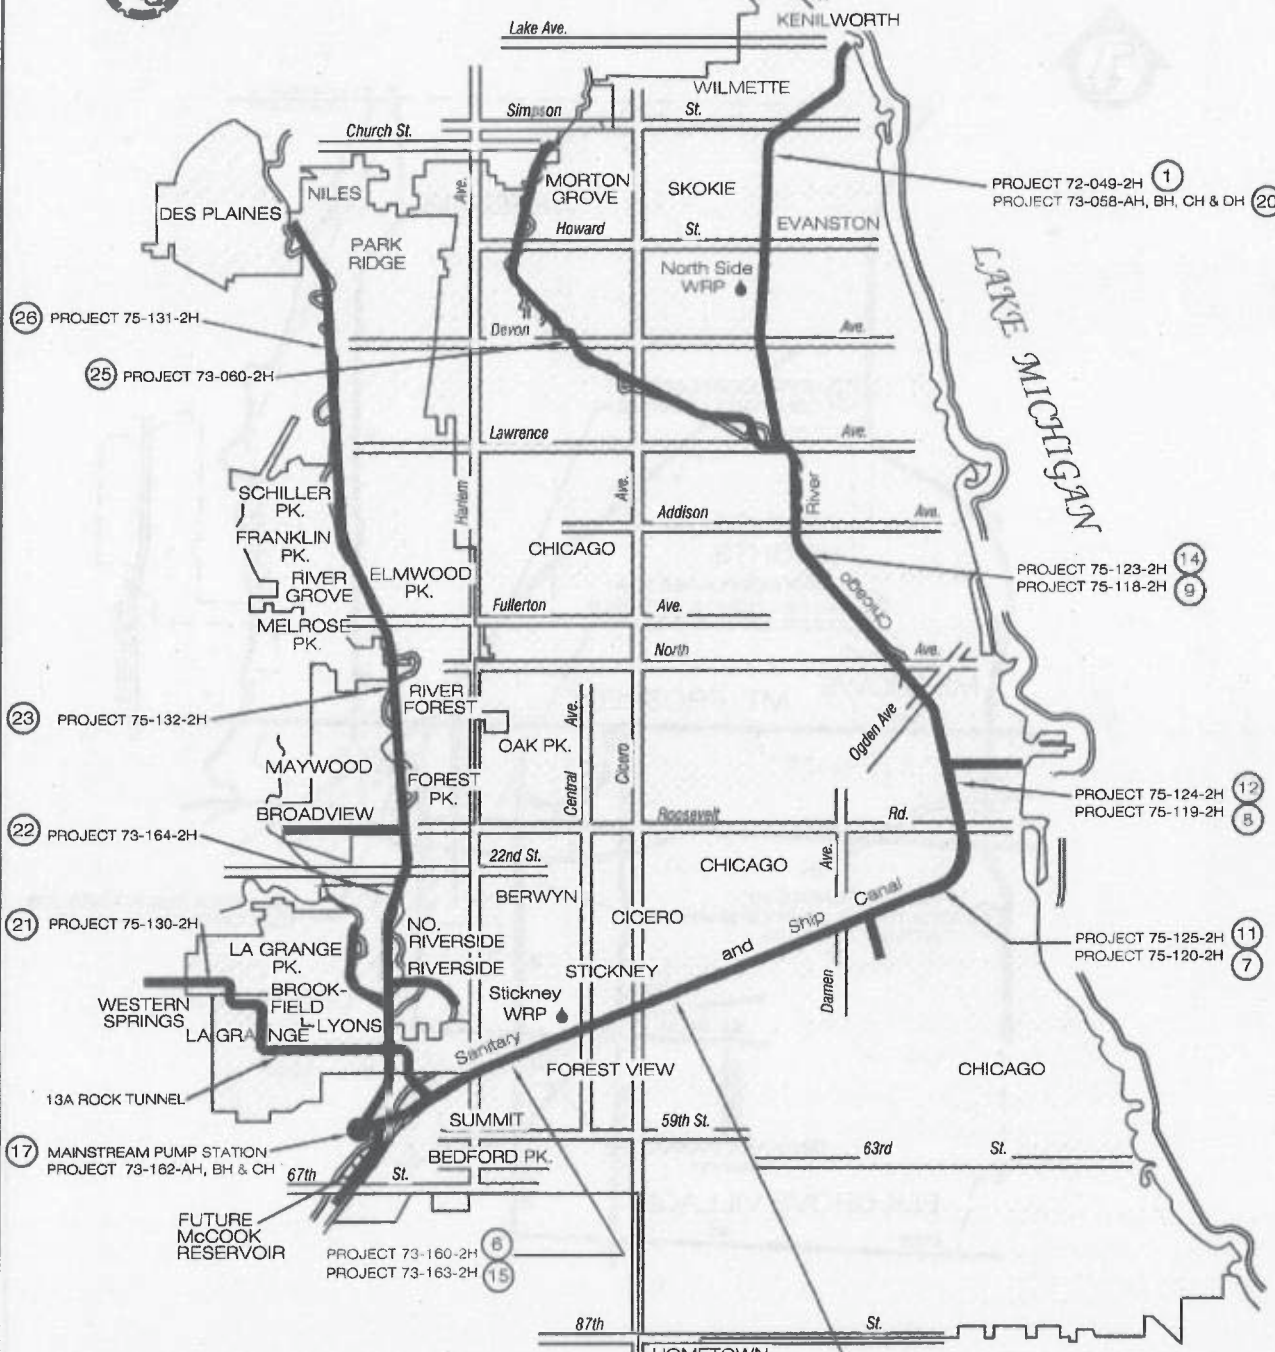 KENILWORTH
Lake Ave.
WILMETTE
Simpson St.
Church St.
MORTON
GROVE
SKOKIE
NILES
DES PLAINES
Ave.
PROJECT 72-049-2H 1
PROJECT 73-058-AH, BH, CH & DH 20
Howard St.
EVANSTON
PARK
RIDGE
North Side
WRP
LAKE MICHIGAN
26 PROJECT 75-131-2H
Devon Ave.
25 PROJECT 73-060-2H
Lawrence Ave.
SCHILLER
PK.
Harlem
Ave.
River
Addison Ave.
FRANKLIN
PK.
CHICAGO
RIVER
GROVE
ELMWOOD
PK.
PROJECT 75-123-2H 14
PROJECT 75-118-2H 9
Chicago
Fullerton Ave.
MELROSE
PK.
North Ave.
RIVER
FOREST
23 PROJECT 75-132-2H
Ave.
Ogden Ave
OAK PK.
Cicero
MAYWOOD
Central
FOREST
PK.
PROJECT 75-124-2H 12
PROJECT 75-119-2H 8
BROADVIEW
Roosevelt Rd.
22 PROJECT 73-164-2H
22nd St.
CHICAGO
Ave.
BERWYN
CICERO
Ship Canal
21 PROJECT 75-130-2H
NO.
RIVERSIDE
and
PROJECT 75-125-2H 11
PROJECT 75-120-2H 7
LA GRANGE
PK.
RIVERSIDE
STICKNEY
BROOK-
FIELD
Stickney
WRP
Damen
WESTERN
SPRINGS
LYONS
LA GRANGE
Sanitary
FOREST VIEW
CHICAGO
13A ROCK TUNNEL
SUMMIT
59th St.
17 MAINSTREAM PUMP STATION
PROJECT 73-162-AH, BH & CH
BEDFORD PK.
63rd St.
67th St.
FUTURE
McCOOK
RESERVOIR
PROJECT 73-160-2H 6
PROJECT 73-163-2H 15
87th St.
HOMETOWN